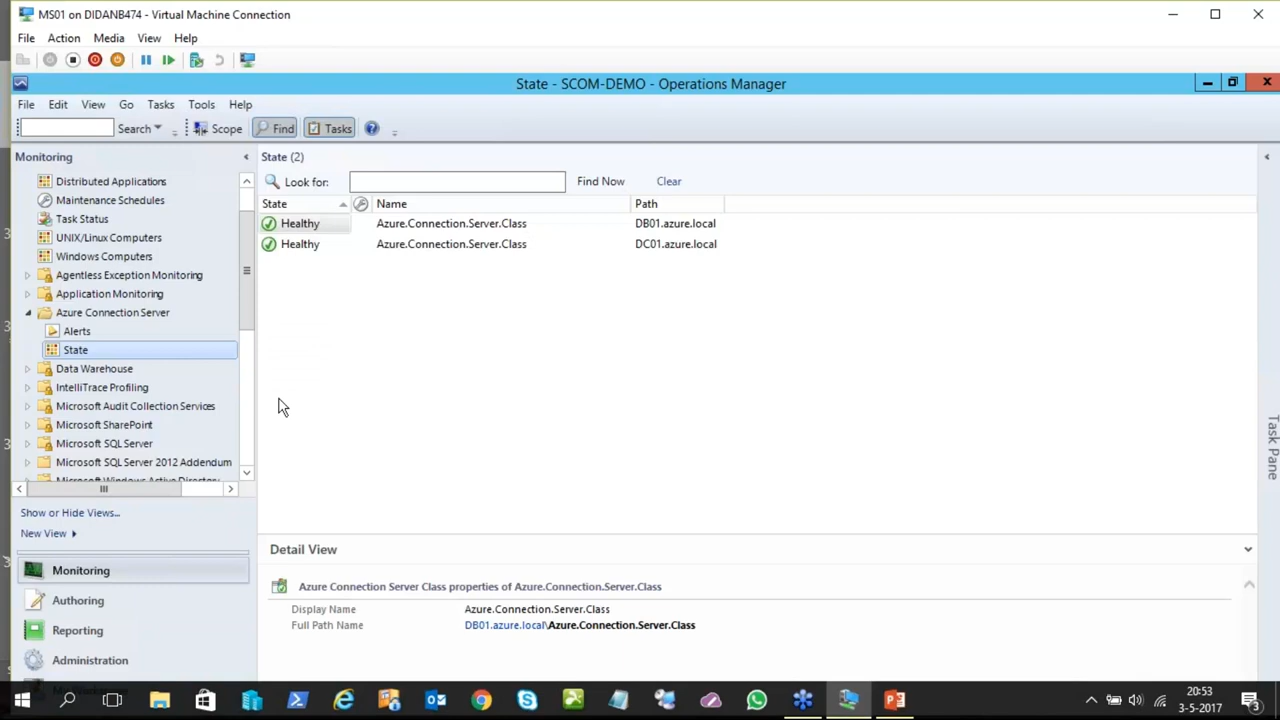 MS01 on DIDANB474 - Virtual Machine Connection
File Action Media View Help
State - SCOM-DEMO - Operations Manager
File Edit View Go Tasks Tools Help
Search Scope Find Tasks
Monitoring
Distributed Applications
Maintenance Schedules
Task Status
UNIX/Linux Computers
Windows Computers
Agentless Exception Monitoring
Application Monitoring
Azure Connection Server
Alerts
State
Data Warehouse
IntelliTrace Profiling
Microsoft Audit Collection Services
Microsoft SharePoint
Microsoft SQL Server
Microsoft SQL Server 2012 Addendum
Microsoft Windows Active Directory
Show or Hide Views...
New View
Monitoring
Authoring
Reporting
Administration
State (2)
Look for: Find Now Clear
State Name Path
Healthy Azure.Connection.Server.Class DB01.azure.local
Healthy Azure.Connection.Server.Class DC01.azure.local
Detail View
Azure Connection Server Class properties of Azure.Connection.Server.Class
Display Name Azure.Connection.Server.Class
Full Path Name DB01.azure.local\Azure.Connection.Server.Class
Task Pane
20:53
3-5-2017
3